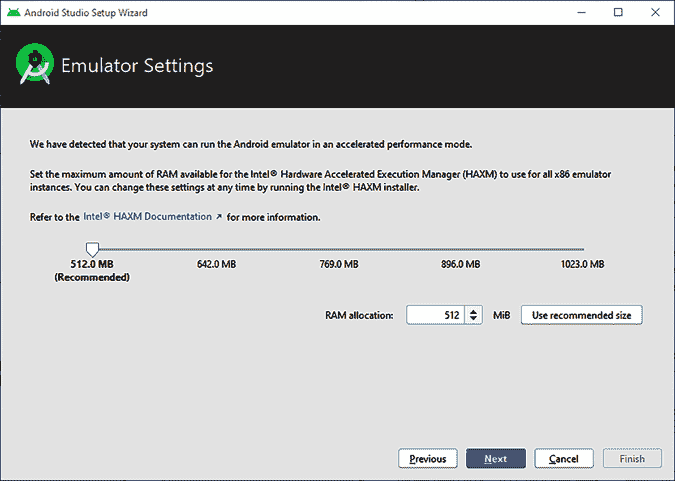 Android Studio Setup Wizard
Emulator Settings
We have detected that your system can run the Android emulator in an accelerated performance mode.
Set the maximum amount of RAM available for the Intel® Hardware Accelerated Execution Manager (HAXM) to use for all x86 emulator
instances. You can change these settings at any time by running the Intel® HAXM installer.
Refer to the Intel® HAXM Documentation ↗ for more information.
512.0 MB 642.0 MB 769.0 MB 896.0 MB 1023.0 MB
(Recommended)
RAM allocation: 512 MiB Use recommended size
Previous Next Cancel Finish